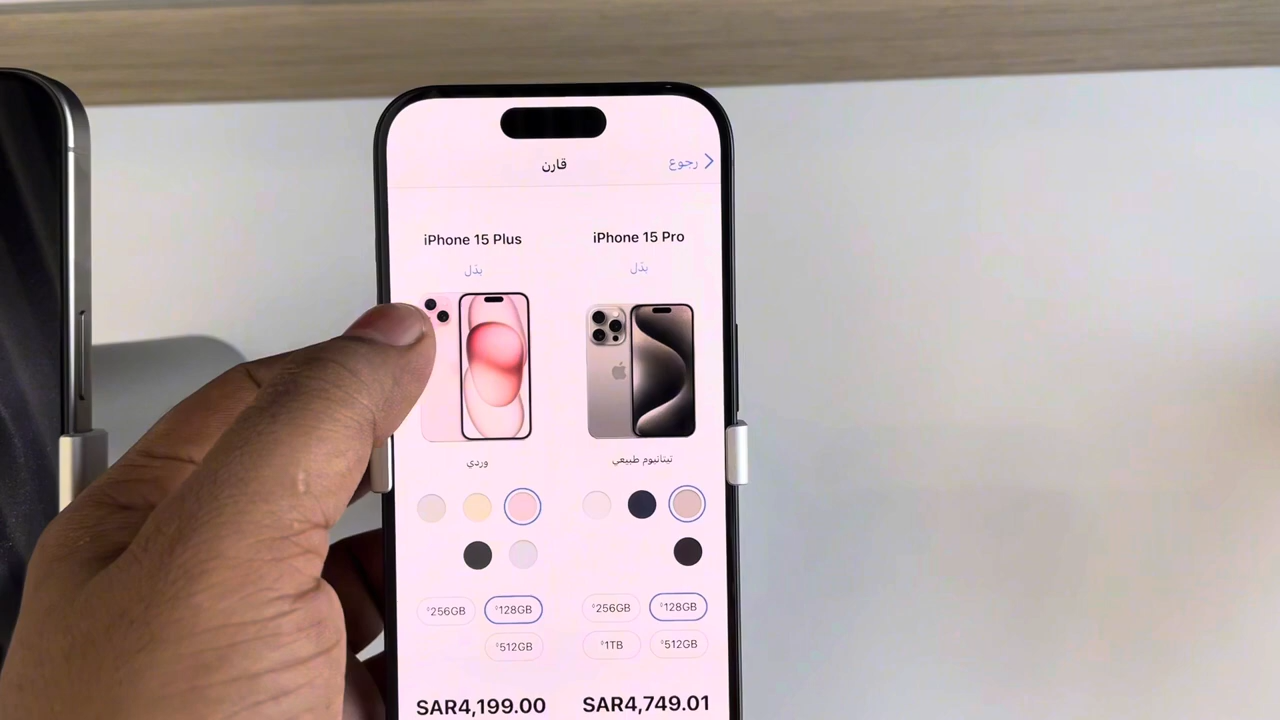 قارن
رجوع
iPhone 15 Pro
بدّل
iPhone 15 Plus
بدّل
تيتانيوم طبيعي
وردي
◊128GB
◊256GB
◊512GB
◊1TB
◊128GB
◊256GB
◊512GB
SAR4,749.01
SAR4,199.00